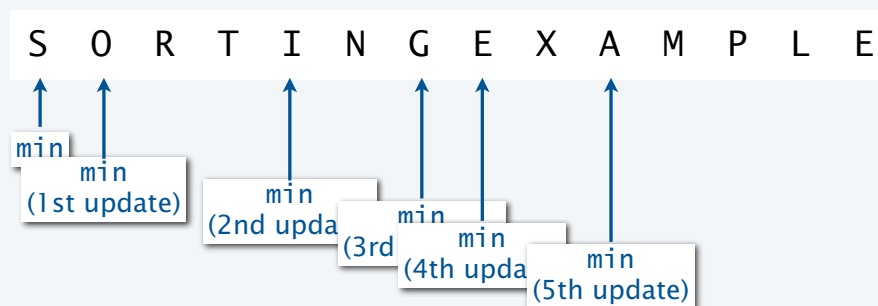 S O R T I N G E X A M P L E
min
min
(1st update)
min
(2nd upda
min
(3rd
min
(4th upda
min
(5th update)